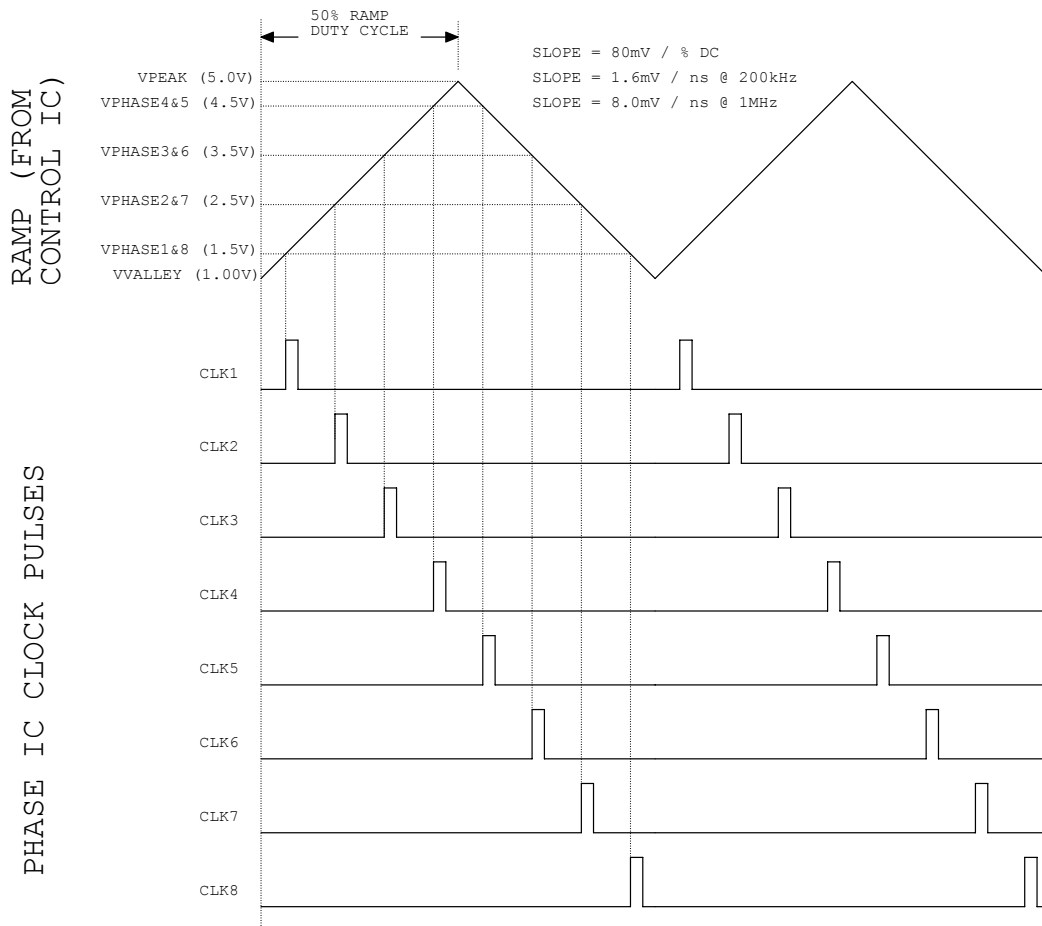 50% RAMP
DUTY CYCLE
SLOPE = 80mV / % DC
SLOPE = 1.6mV / ns @ 200kHz
SLOPE = 8.0mV / ns @ 1MHz
RAMP (FROM
CONTROL IC)
VPEAK (5.0V)
VPHASE4&5 (4.5V)
VPHASE3&6 (3.5V)
VPHASE2&7 (2.5V)
VPHASE1&8 (1.5V)
VVALLEY (1.00V)
PHASE IC CLOCK PULSES
CLK1
CLK2
CLK3
CLK4
CLK5
CLK6
CLK7
CLK8